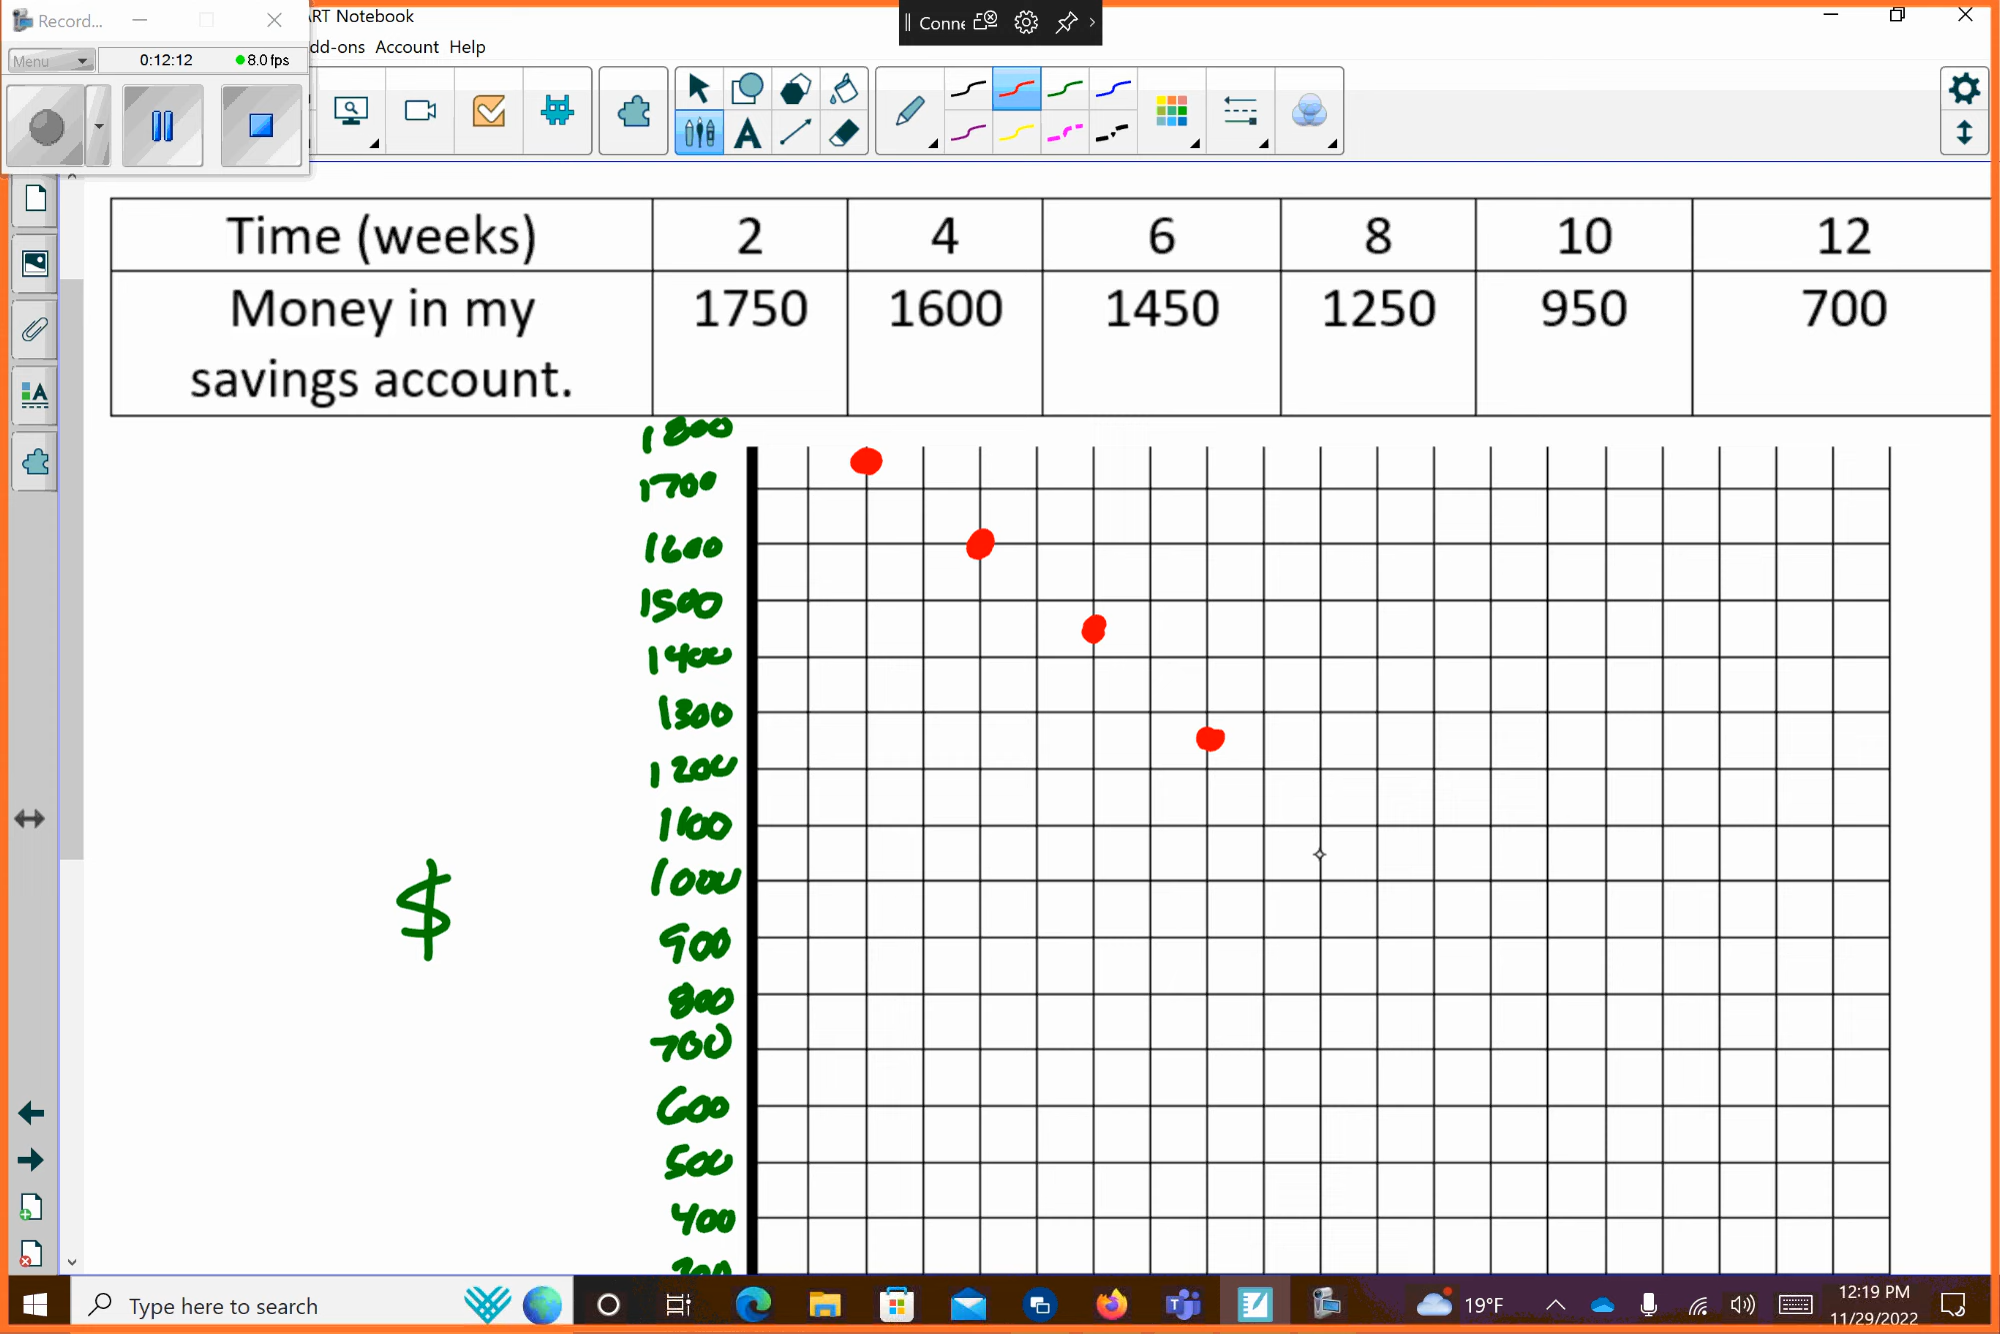 Record...
ART Notebook
Conne
Menu
0:12:12
8.0 fps
dd-ons Account Help
Time (weeks) 2 4 6 8 10 12
Money in my savings account. 1750 1600 1450 1250 950 700
1800
1700
1600
1500
1400
1300
1200
1100
1000
$
900
800
700
600
500
400
300
Type here to search
19°F
12:19 PM
11/29/2022